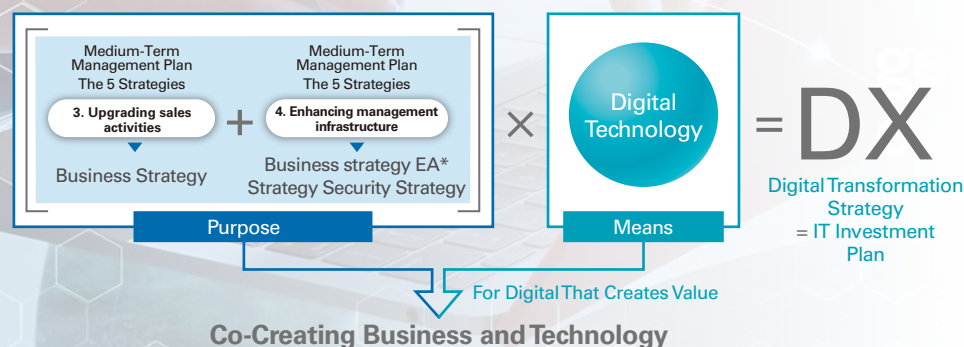 Medium-Term
Management Plan
The 5 Strategies
3. Upgrading sales
activities
Business Strategy
+
Medium-Term
Management Plan
The 5 Strategies
4. Enhancing management
infrastructure
Business strategy EA*
Strategy Security Strategy
Purpose
×
Digital
Technology
Means
= DX
Digital Transformation
Strategy
= IT Investment
Plan
For Digital That Creates Value
Co-Creating Business and Technology